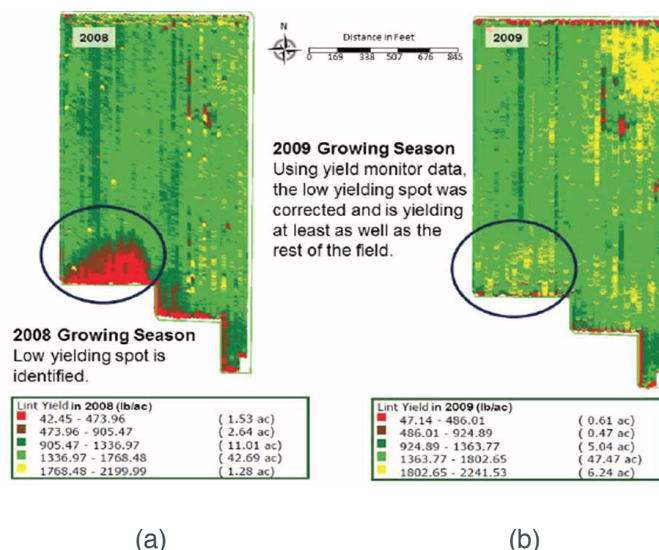 2008
N
Distance in Feet
0 169 338 507 676 845
2009
2009 Growing Season
Using yield monitor data,
the low yielding spot was
corrected and is yielding
at least as well as the
rest of the field.
2008 Growing Season
Low yielding spot is
identified.
Lint Yield in 2008 (lb/ac)
42.45 - 473.96 ( 1.53 ac)
473.96 - 905.47 ( 2.64 ac)
905.47 - 1336.97 ( 11.01 ac)
1336.97 - 1768.48 ( 42.69 ac)
1768.48 - 2199.99 ( 1.28 ac)
Lint Yield in 2009 (lb/ac)
47.14 - 486.01 ( 0.61 ac)
486.01 - 924.89 ( 0.47 ac)
924.89 - 1363.77 ( 5.04 ac)
1363.77 - 1802.65 ( 47.47 ac)
1802.65 - 2241.53 ( 6.24 ac)
(a)
(b)